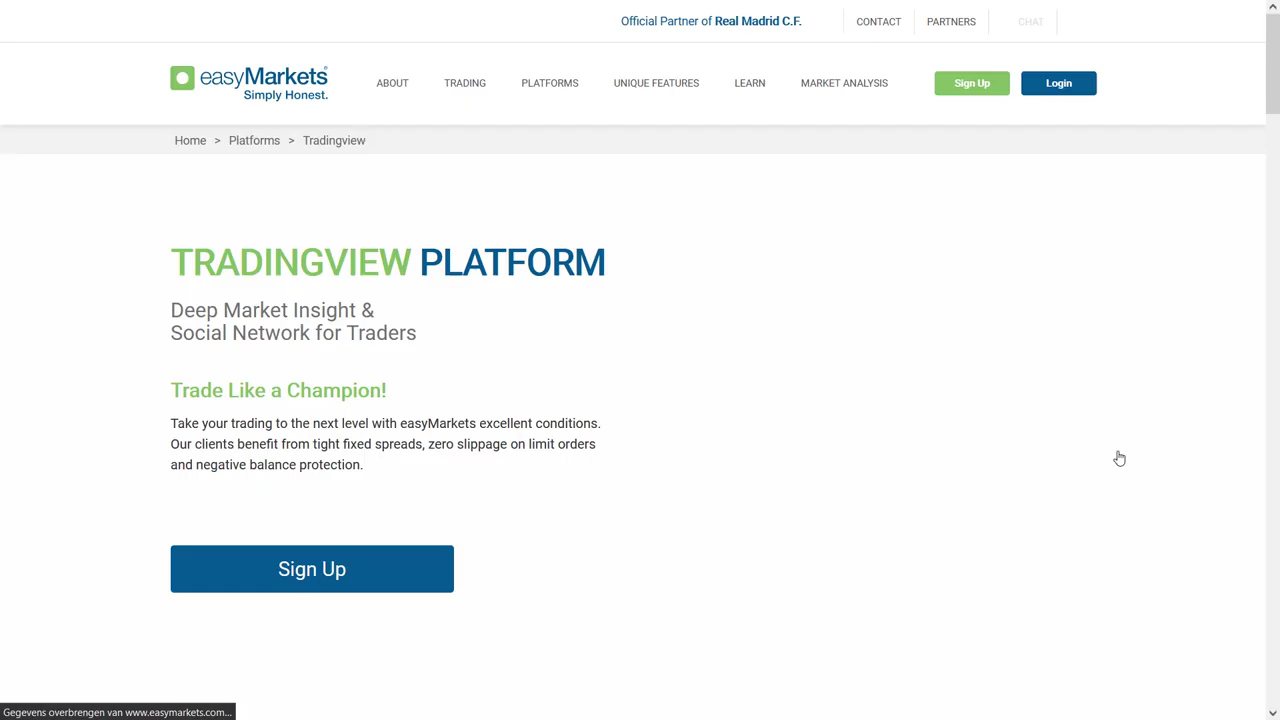 Official Partner of Real Madrid C.F.
CONTACT
PARTNERS
CHAT
easyMarkets
Simply Honest.
ABOUT
TRADING
PLATFORMS
UNIQUE FEATURES
LEARN
MARKET ANALYSIS
Sign Up
Login
Home > Platforms > Tradingview
TRADINGVIEW PLATFORM
Deep Market Insight &
Social Network for Traders
Trade Like a Champion!
Take your trading to the next level with easyMarkets excellent conditions.
Our clients benefit from tight fixed spreads, zero slippage on limit orders
and negative balance protection.
Sign Up
Gegevens overbrengen van www.easymarkets.com...